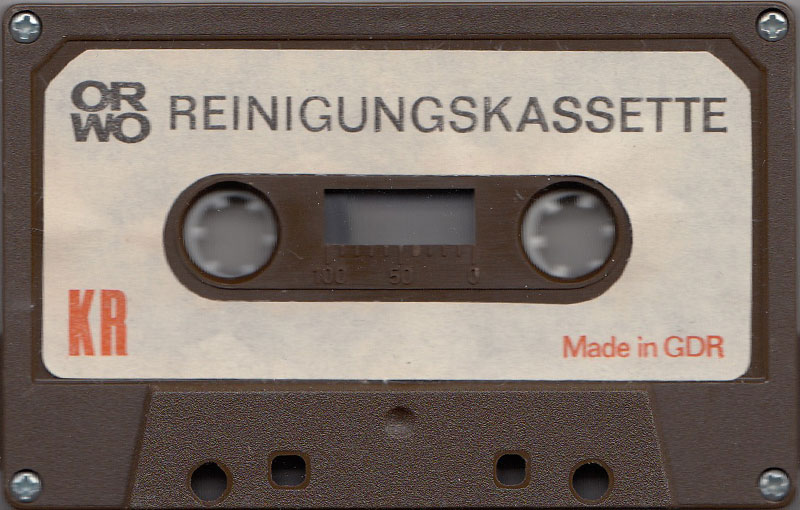 ORWO REINIGUNGSKASSETTE
100 50 0
KR
Made in GDR